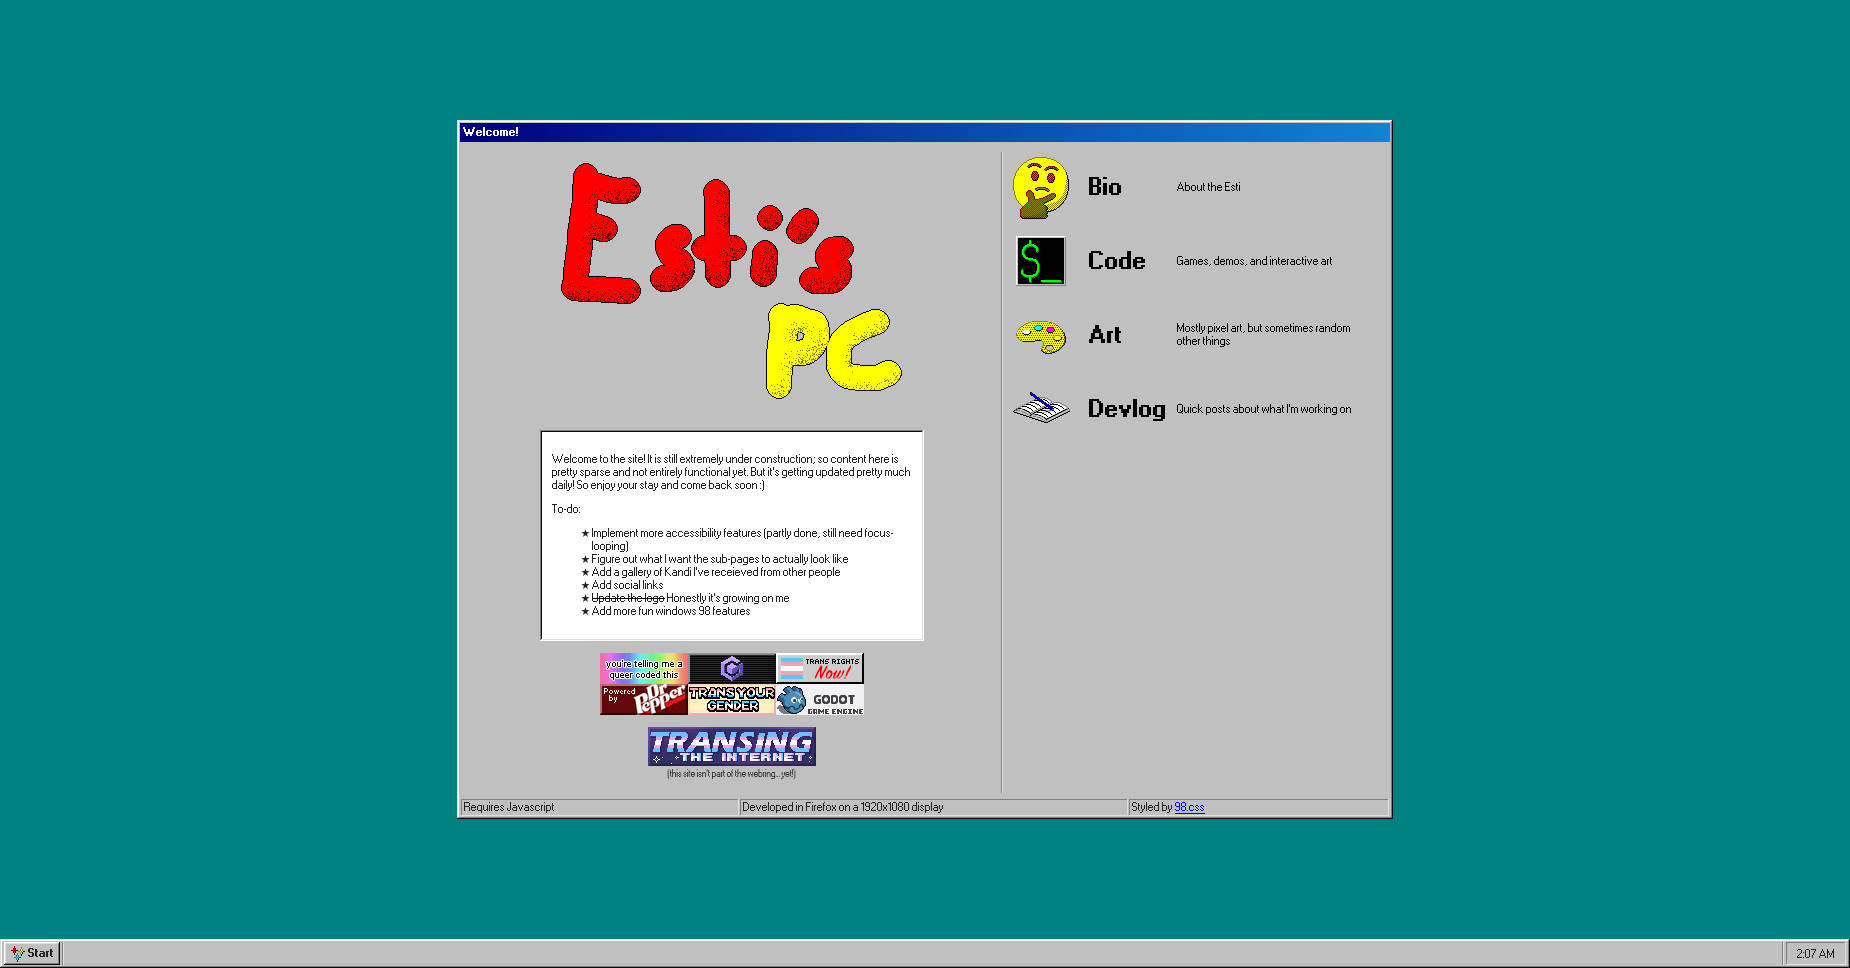 Welcome!
Esti's
PC
Bio
About the Esti
$_
Code
Games, demos, and interactive art
Art
Mostly pixel art, but sometimes random
other things
Devlog
Quick posts about what I'm working on
Welcome to the site! It is still extremely under construction; so content here is
pretty sparse and not entirely functional yet. But it's getting updated pretty much
daily! So enjoy your stay and come back soon :)
To-do:
★ Implement more accessibility features (partly done, still need focus-
looping)
★ Figure out what I want the sub-pages to actually look like
★ Add a gallery of Kandi I've receieved from other people
★ Add social links
★ Update the logo Honestly it's growing on me
★ Add more fun windows 98 features
you're telling me a
queer coded this
TRANS RIGHTS
Now!
Powered
by
Dr
Pepper
TRANS YOUR
GENDER
GODOT
GAME ENGINE
TRANSING
THE INTERNET
(this site isn't part of the webring... yet!)
Requires Javascript
Developed in Firefox on a 1920x1080 display
Styled by 98.css
Start
2:07 AM